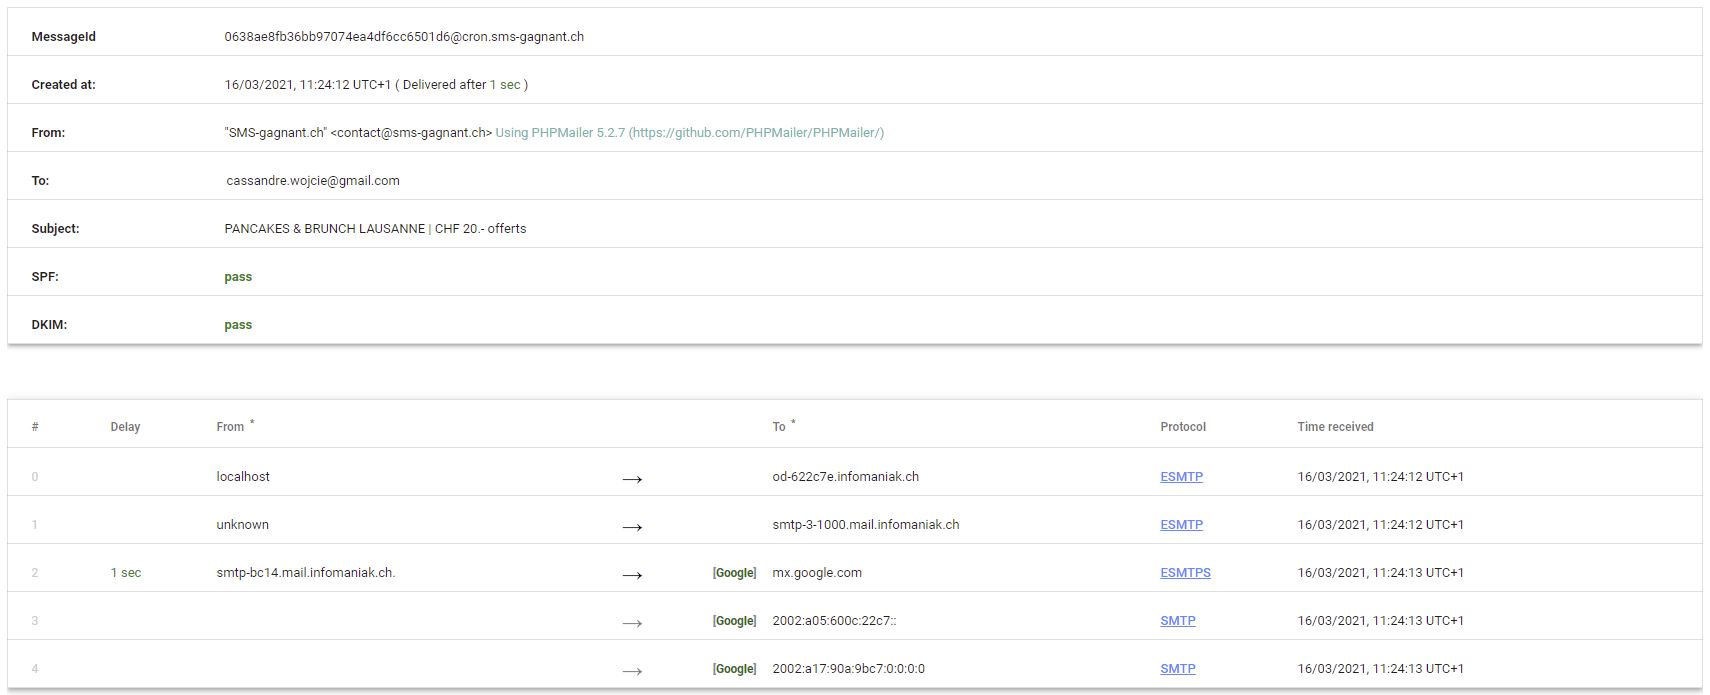 MessageId 0638ae8fb36bb97074ea4df6cc6501d6@cron.sms-gagnant.ch
Created at: 16/03/2021, 11:24:12 UTC+1 ( Delivered after 1 sec )
From: "SMS-gagnant.ch" <contact@sms-gagnant.ch> Using PHPMailer 5.2.7 (https://github.com/PHPMailer/PHPMailer/)
To: cassandre.wojcie@gmail.com
Subject: PANCAKES & BRUNCH LAUSANNE | CHF 20.- offerts
SPF: pass
DKIM: pass
# Delay From * To * Protocol Time received
0 localhost → od-622c7e.infomaniak.ch ESMTP 16/03/2021, 11:24:12 UTC+1
1 unknown → smtp-3-1000.mail.infomaniak.ch ESMTP 16/03/2021, 11:24:12 UTC+1
2 1 sec smtp-bc14.mail.infomaniak.ch. → [Google] mx.google.com ESMTPS 16/03/2021, 11:24:13 UTC+1
3 → [Google] 2002:a05:600c:22c7:: SMTP 16/03/2021, 11:24:13 UTC+1
4 → [Google] 2002:a17:90a:9bc7:0:0:0:0 SMTP 16/03/2021, 11:24:13 UTC+1